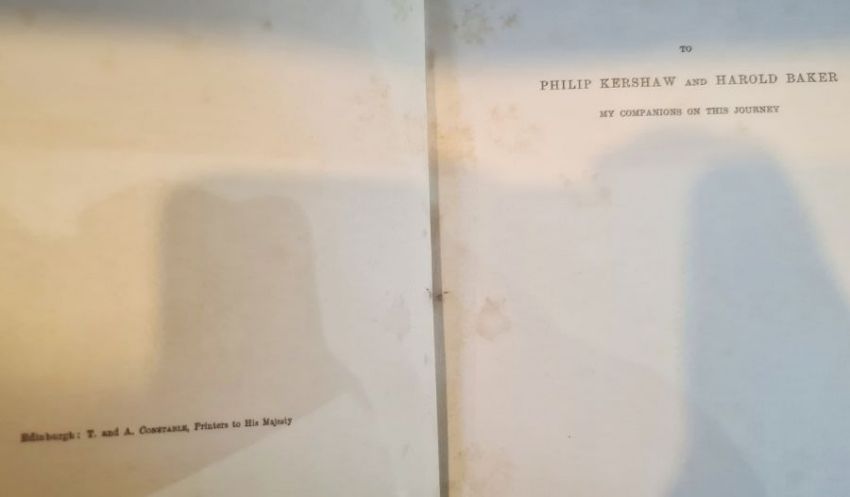 Edinburgh: T. and A. CONSTABLE, Printers to His Majesty
TO
PHILIP KERSHAW AND HAROLD BAKER
MY COMPANIONS ON THIS JOURNEY